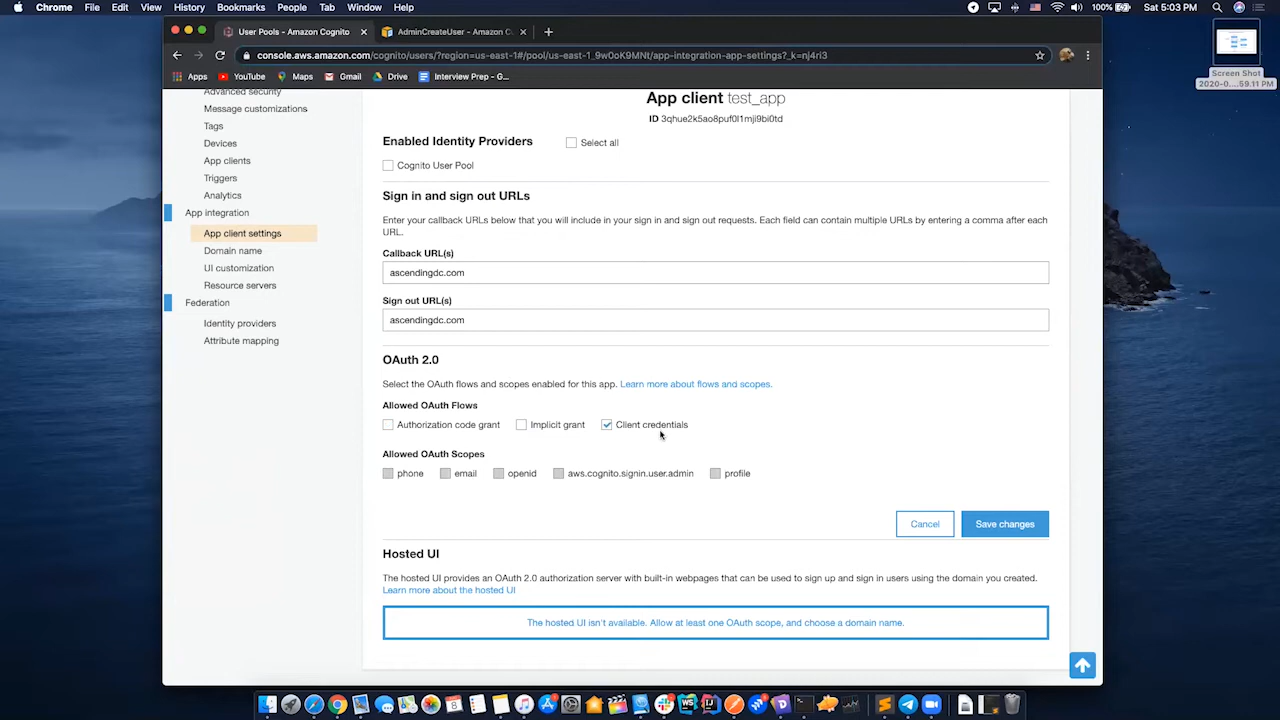 Chrome File Edit View History Bookmarks People Tab Window Help
100% Sat 5:03 PM
User Pools - Amazon Cognito
AdminCreateUser - Amazon C
console.aws.amazon.com/cognito/users/?region=us-east-1#/pool/us-east-1_9w0oK9MNt/app-integration-app-settings?_k=nj4ri3
Apps YouTube Maps Gmail Drive Interview Prep - G...
Screen Shot
2020-0....59.11 PM
Advanced security
Message customizations
Tags
Devices
App clients
Triggers
Analytics
App integration
App client settings
Domain name
UI customization
Resource servers
Federation
Identity providers
Attribute mapping
App client test_app
ID 3qhue2k5ao8puf0l1mji9bi0td
Enabled Identity Providers Select all
Cognito User Pool
Sign in and sign out URLs
Enter your callback URLs below that you will include in your sign in and sign out requests. Each field can contain multiple URLs by entering a comma after each
URL.
Callback URL(s)
ascendingdc.com
Sign out URL(s)
ascendingdc.com
OAuth 2.0
Select the OAuth flows and scopes enabled for this app. Learn more about flows and scopes.
Allowed OAuth Flows
Authorization code grant Implicit grant Client credentials
Allowed OAuth Scopes
phone email openid aws.cognito.signin.user.admin profile
Cancel Save changes
Hosted UI
The hosted UI provides an OAuth 2.0 authorization server with built-in webpages that can be used to sign up and sign in users using the domain you created.
Learn more about the hosted UI
The hosted UI isn't available. Allow at least one OAuth scope, and choose a domain name.